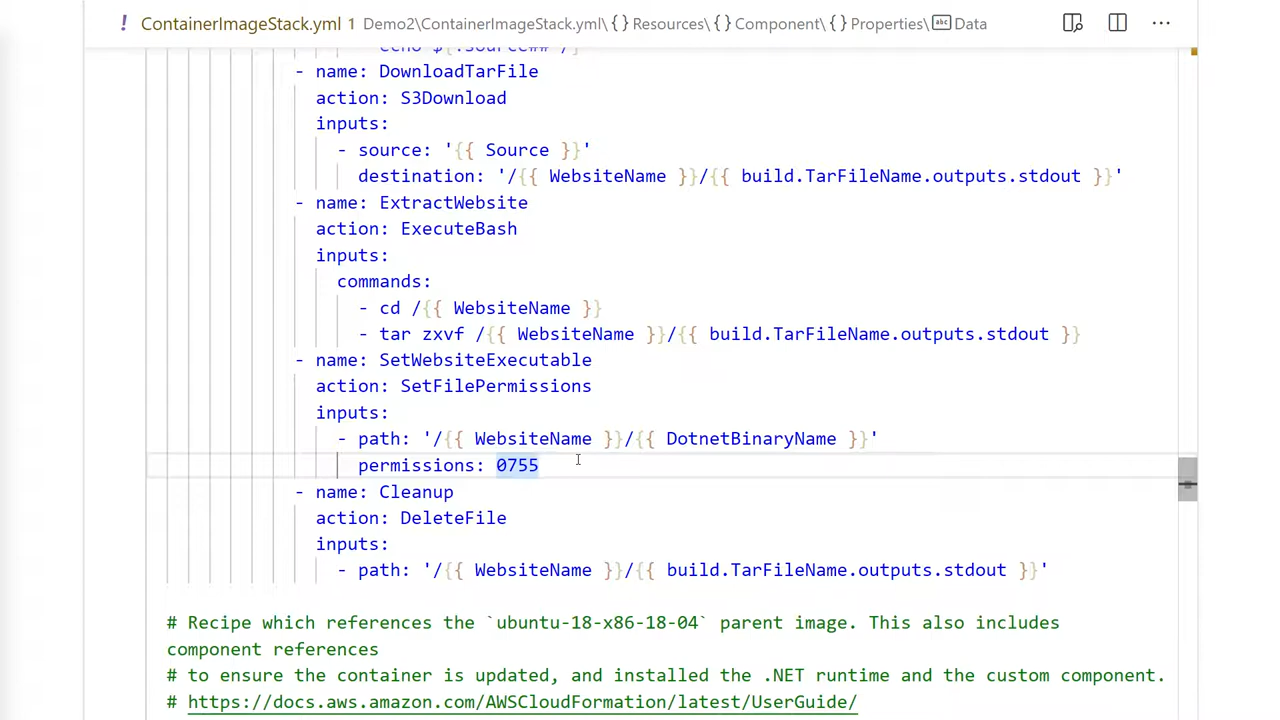 ! ContainerImageStack.yml 1 Demo2\ContainerImageStack.yml\{} Resources\{} Component\{} Properties\abc Data ...
- name: DownloadTarFile
action: S3Download
inputs:
- source: '{{ Source }}'
destination: '/{{ WebsiteName }}/{{ build.TarFileName.outputs.stdout }}'
- name: ExtractWebsite
action: ExecuteBash
inputs:
commands:
- cd /{{ WebsiteName }}
- tar zxvf /{{ WebsiteName }}/{{ build.TarFileName.outputs.stdout }}
- name: SetWebsiteExecutable
action: SetFilePermissions
inputs:
- path: '/{{ WebsiteName }}/{{ DotnetBinaryName }}'
permissions: 0755
- name: Cleanup
action: DeleteFile
inputs:
- path: '/{{ WebsiteName }}/{{ build.TarFileName.outputs.stdout }}'
# Recipe which references the `ubuntu-18-x86-18-04` parent image. This also includes
component references
# to ensure the container is updated, and installed the .NET runtime and the custom component.
# https://docs.aws.amazon.com/AWSCloudFormation/latest/UserGuide/